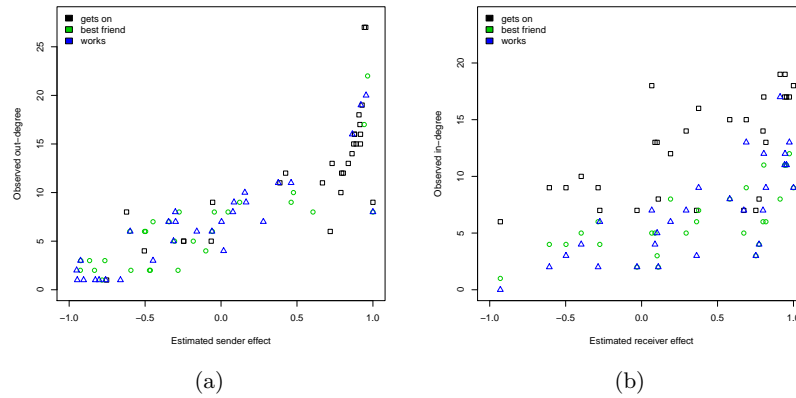 gets on
best friend
works
Observed out−degree
25
20
15
10
5
0
−1.0 −0.5 0.0 0.5 1.0
Estimated sender effect
(a)
gets on
best friend
works
Observed in−degree
20
15
10
5
0
−1.0 −0.5 0.0 0.5 1.0
Estimated receiver effect
(b)